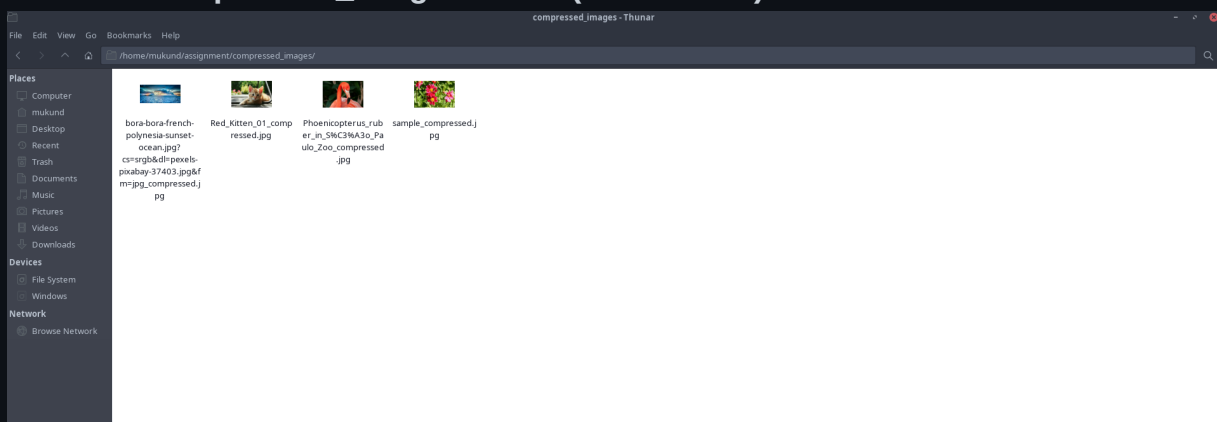 compressed_images - Thunar
File Edit View Go Bookmarks Help
/home/mukund/assignment/compressed_images/
Places
Computer
mukund
Desktop
Recent
Trash
Documents
Music
Pictures
Videos
Downloads
Devices
File System
Windows
Network
Browse Network
bora-bora-french-
polynesia-sunset-
ocean.jpg?
cs=srgb&dl=pexels-
pixabay-37403.jpg&f
m=jpg_compressed.j
pg
Red_Kitten_01_comp
ressed.jpg
Phoenicopterus_rub
er_in_S%C3%A3o_Pa
ulo_Zoo_compressed
.jpg
sample_compressed.j
pg